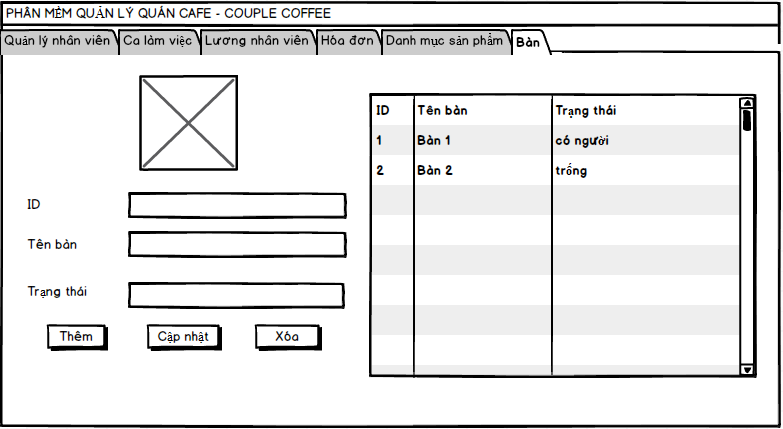 PHẦN MỀM QUẢN LÝ QUÁN CAFE - COUPLE COFFEE
Quản lý nhân viên Ca làm việc Lương nhân viên Hóa đơn Danh mục sản phẩm Bàn
ID Tên bàn Trạng thái
1 Bàn 1 có người
2 Bàn 2 trống
ID
Tên bàn
Trạng thái
Thêm Cập nhật Xóa